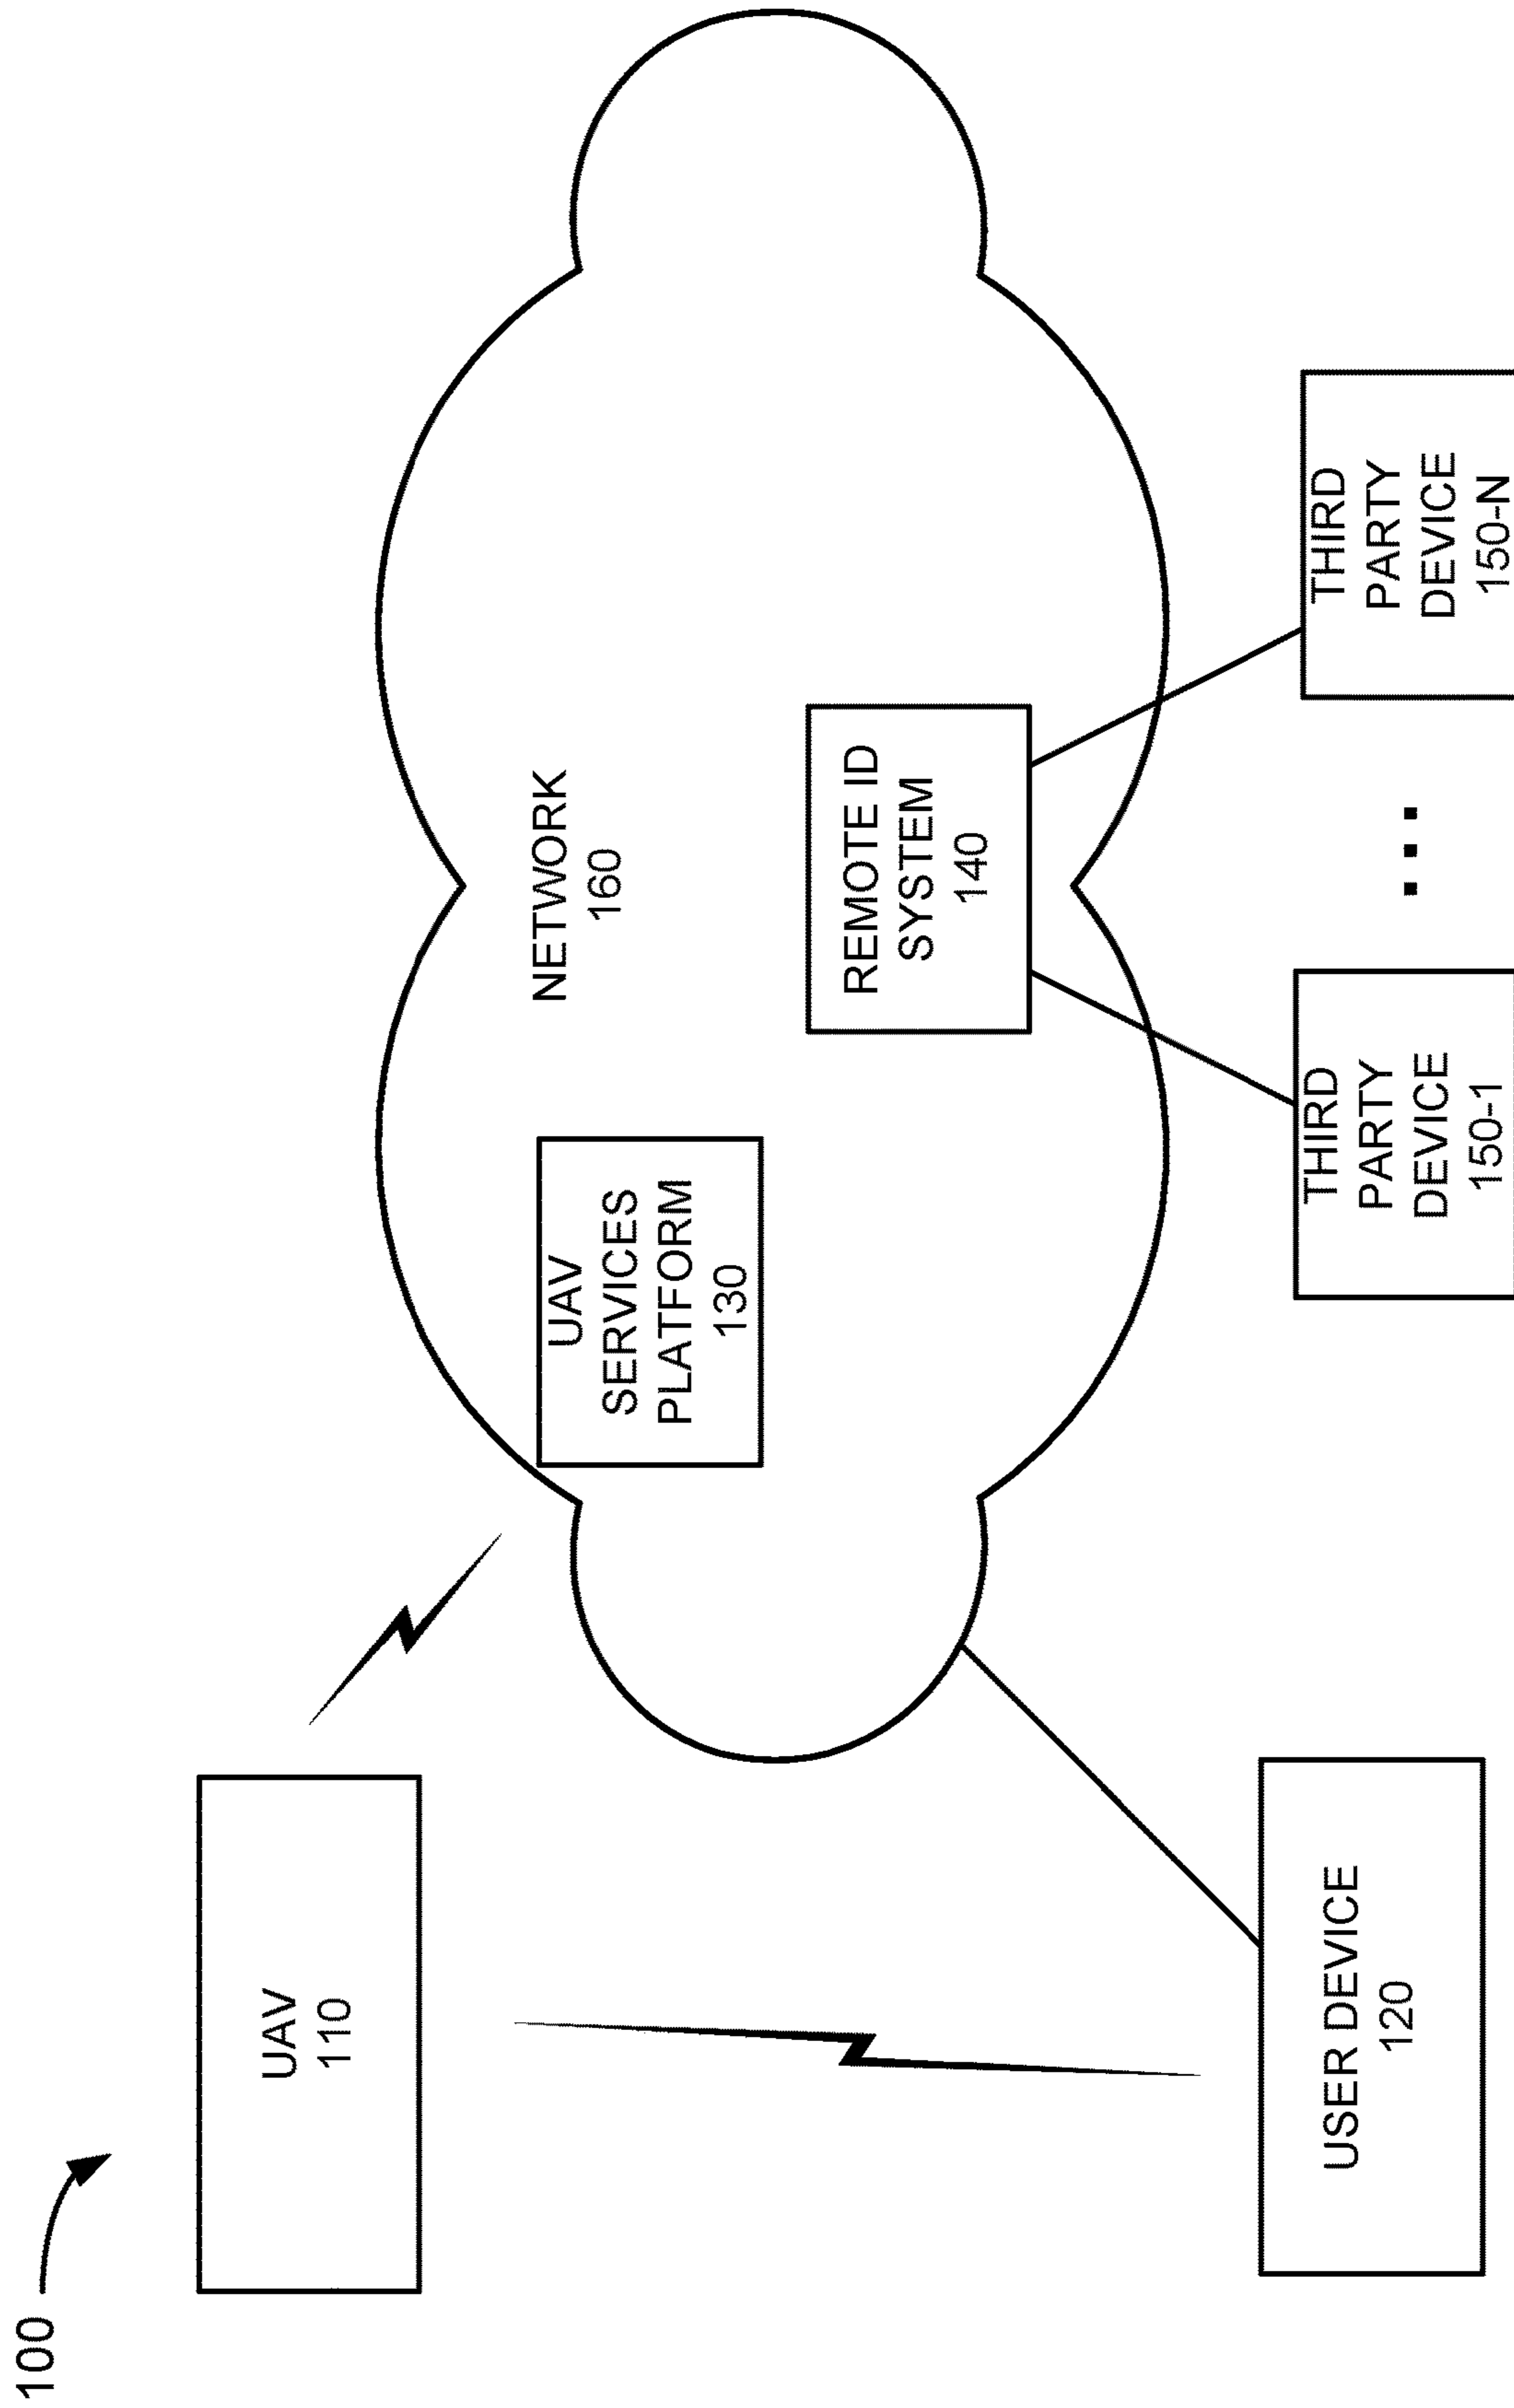 100
UAV
110
NETWORK
160
UAV
SERVICES
PLATFORM
130
REMOTE ID
SYSTEM
140
USER DEVICE
120
THIRD
PARTY
DEVICE
150-1
...
THIRD
PARTY
DEVICE
150-N